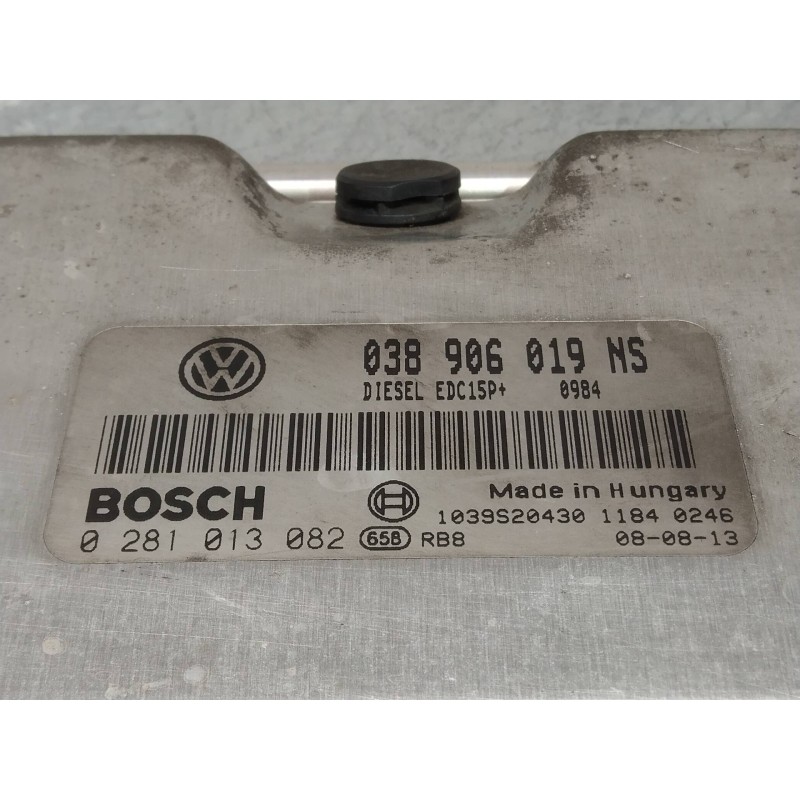 038 906 019 NS
DIESEL EDC15P+ 0984
BOSCH
Made in Hungary
1039S20430 1184 0246
0 281 013 082 658 RB8 08-08-13